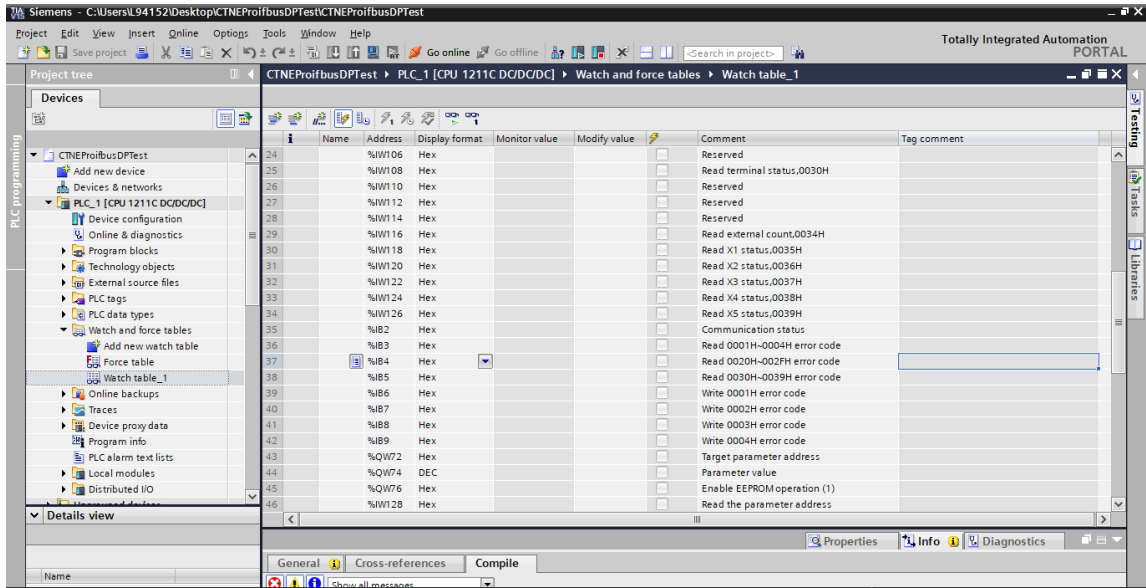 Siemens - C:\Users\L94152\Desktop\CTNEProifbusDPTest\CTNEProifbusDPTest
Project Edit View Insert Online Options Tools Window Help
Totally Integrated Automation
PORTAL
Save project Go online Go offline <Search in project>
Project tree
CTNEProifbusDPTest PLC_1 [CPU 1211C DC/DC/DC] Watch and force tables Watch table_1
Devices
PLC programming
CTNEProifbusDPTest
Add new device
Devices & networks
PLC_1 [CPU 1211C DC/DC/DC]
Device configuration
Online & diagnostics
Program blocks
Technology objects
External source files
PLC tags
PLC data types
Watch and force tables
Add new watch table
Force table
Watch table_1
Online backups
Traces
Device proxy data
Program info
PLC alarm text lists
Local modules
Distributed I/O
Details view
Name
i Name Address Display format Monitor value Modify value Comment Tag comment
24 %IW106 Hex Reserved
25 %IW108 Hex Read terminal status,0030H
26 %IW110 Hex Reserved
27 %IW112 Hex Reserved
28 %IW114 Hex Reserved
29 %IW116 Hex Read external count,0034H
30 %IW118 Hex Read X1 status,0035H
31 %IW120 Hex Read X2 status,0036H
32 %IW122 Hex Read X3 status,0037H
33 %IW124 Hex Read X4 status,0038H
34 %IW126 Hex Read X5 status,0039H
35 %IB2 Hex Communication status
36 %IB3 Hex Read 0001H~0004H error code
37 %IB4 Hex Read 0020H~002FH error code
38 %IB5 Hex Read 0030H~0039H error code
39 %IB6 Hex Write 0001H error code
40 %IB7 Hex Write 0002H error code
41 %IB8 Hex Write 0003H error code
42 %IB9 Hex Write 0004H error code
43 %QW72 Hex Target parameter address
44 %QW74 DEC Parameter value
45 %QW76 Hex Enable EEPROM operation (1)
46 %IW128 Hex Read the parameter address
Properties Info Diagnostics
General Cross-references Compile
Show all messages
Testing
Tasks
Libraries